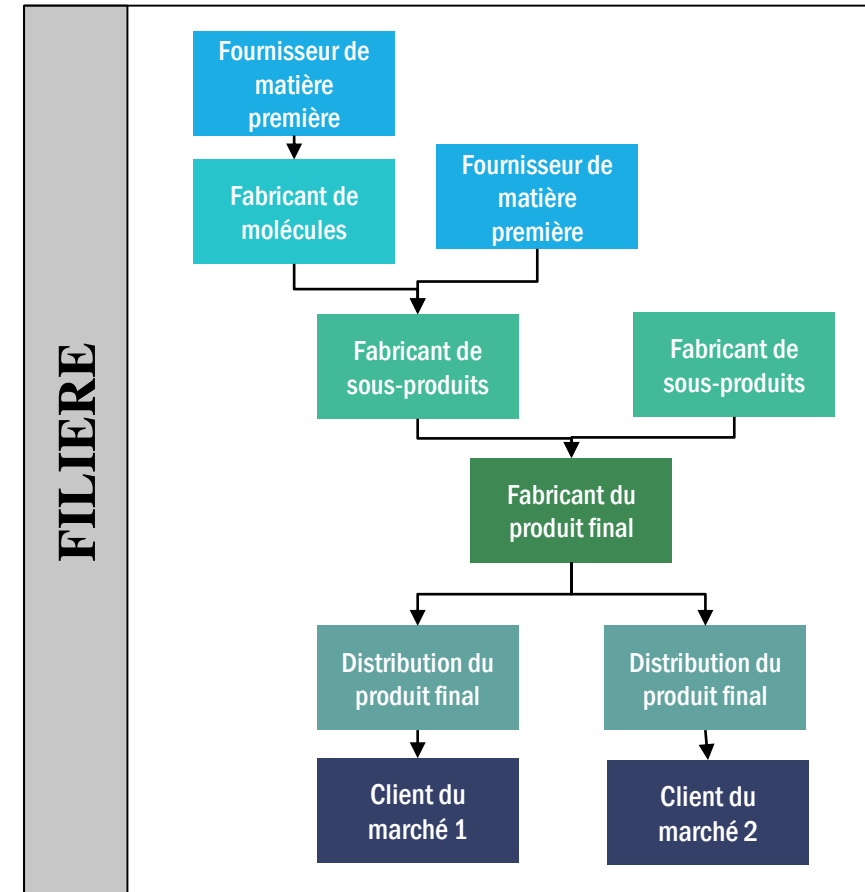 FILIERE
Fournisseur de
matière
première
Fabricant de
molécules
Fournisseur de
matière
première
Fabricant de
sous-produits
Fabricant de
sous-produits
Fabricant du
produit final
Distribution du
produit final
Distribution du
produit final
Client du
marché 1
Client du
marché 2